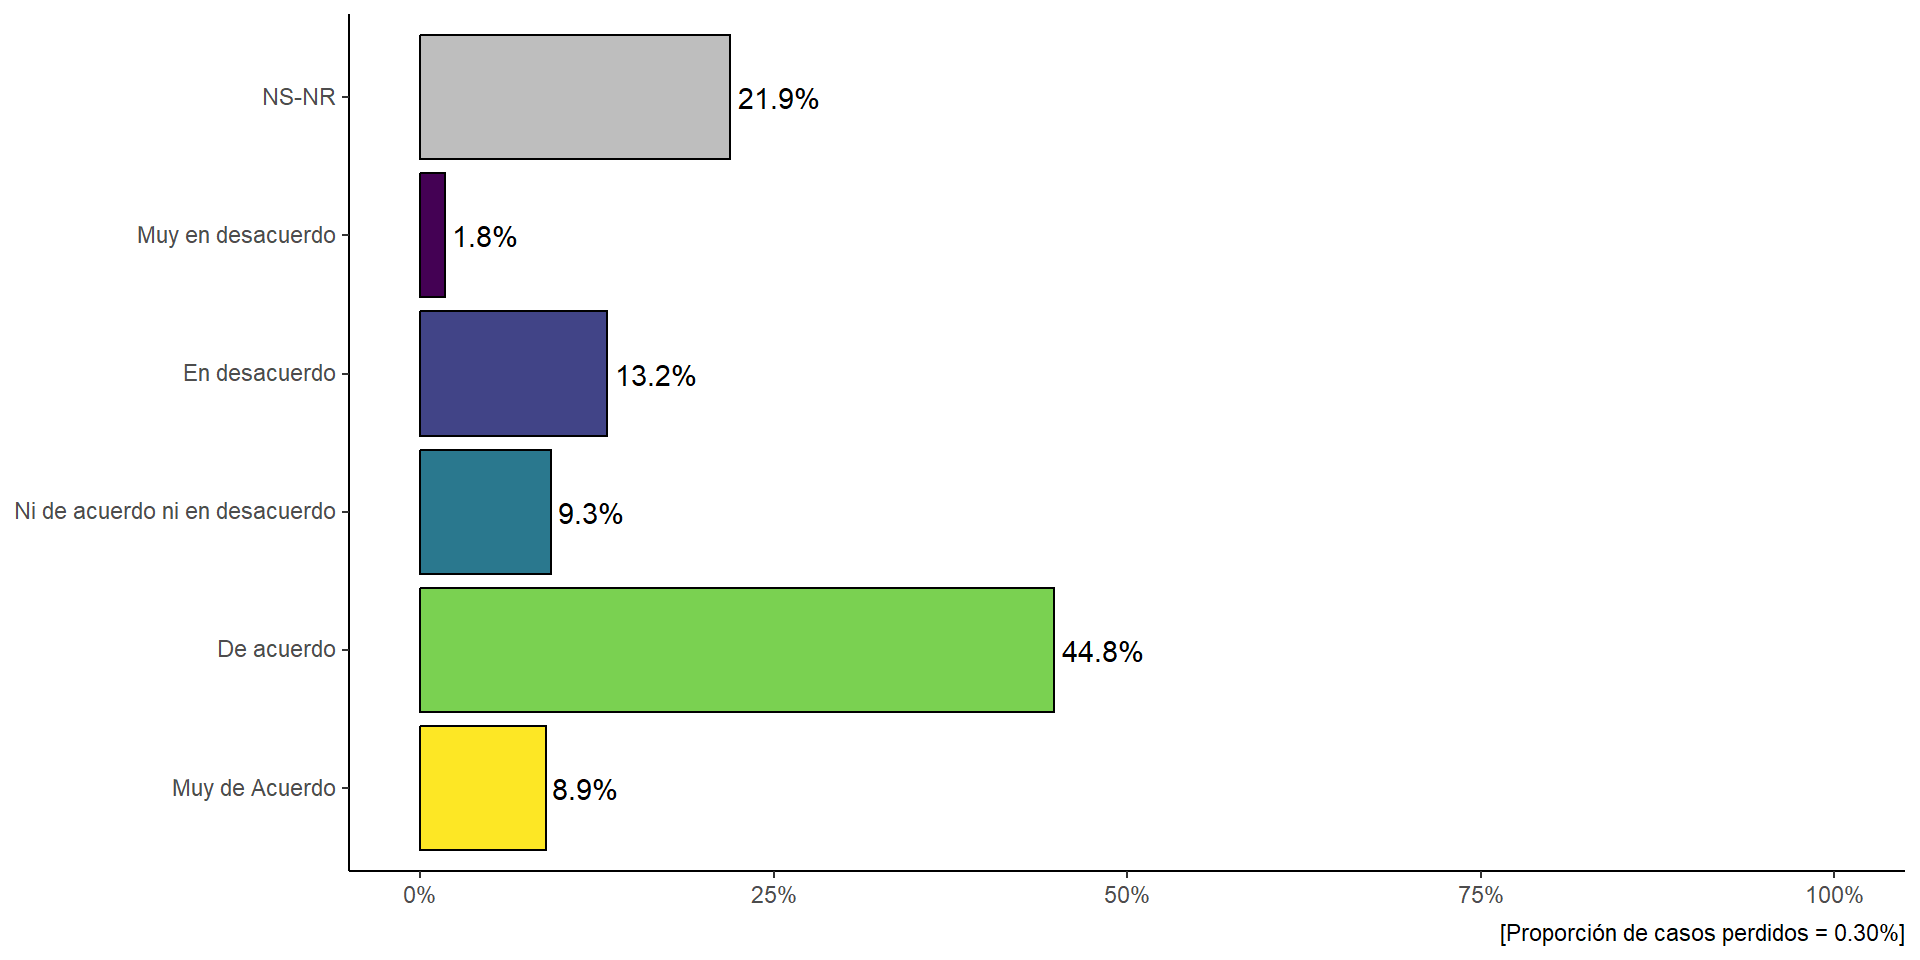 NS-NR
21.9%
Muy en desacuerdo
1.8%
En desacuerdo
13.2%
Ni de acuerdo ni en desacuerdo
9.3%
De acuerdo
44.8%
Muy de Acuerdo
8.9%
0% 25% 50% 75% 100%
[Proporción de casos perdidos = 0.30%]